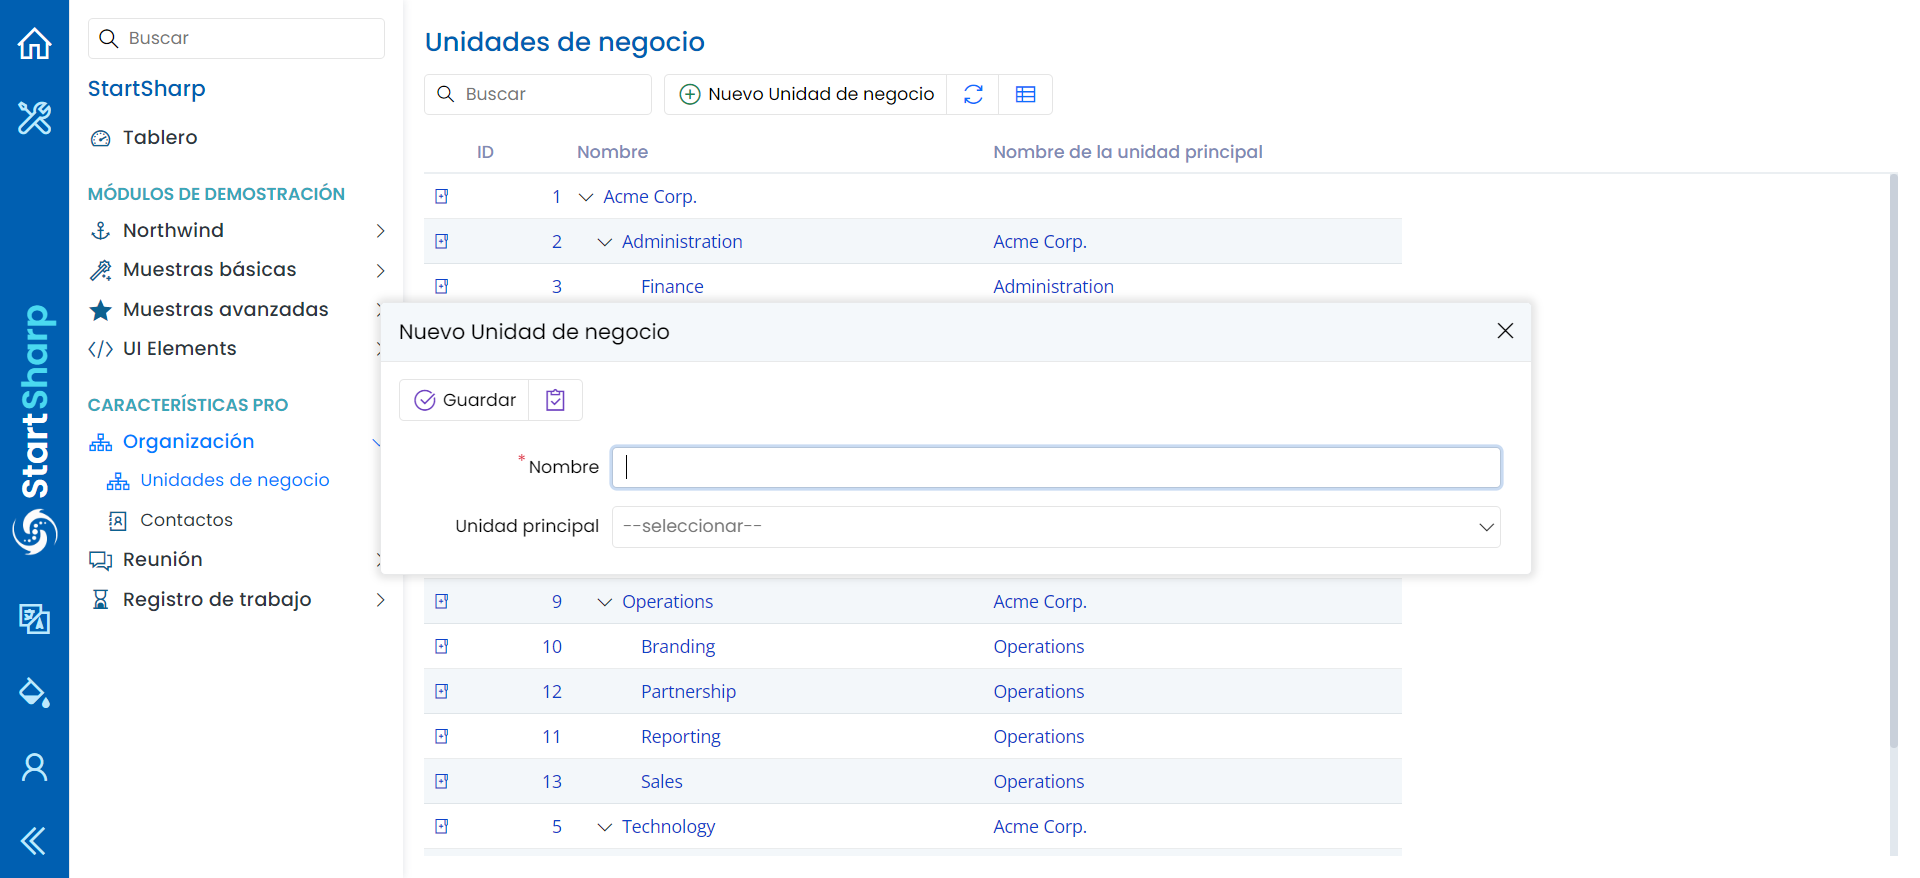 StartSharp
Buscar
StartSharp
Tablero
MÓDULOS DE DEMOSTRACIÓN
Northwind
Muestras básicas
Muestras avanzadas
UI Elements
CARACTERÍSTICAS PRO
Organización
Unidades de negocio
Contactos
Reunión
Registro de trabajo
Unidades de negocio
Buscar
Nuevo Unidad de negocio
ID Nombre Nombre de la unidad principal
1 Acme Corp.
2 Administration Acme Corp.
3 Finance Administration
Nuevo Unidad de negocio
Guardar
*Nombre
Unidad principal --seleccionar--
9 Operations Acme Corp.
10 Branding Operations
12 Partnership Operations
11 Reporting Operations
13 Sales Operations
5 Technology Acme Corp.